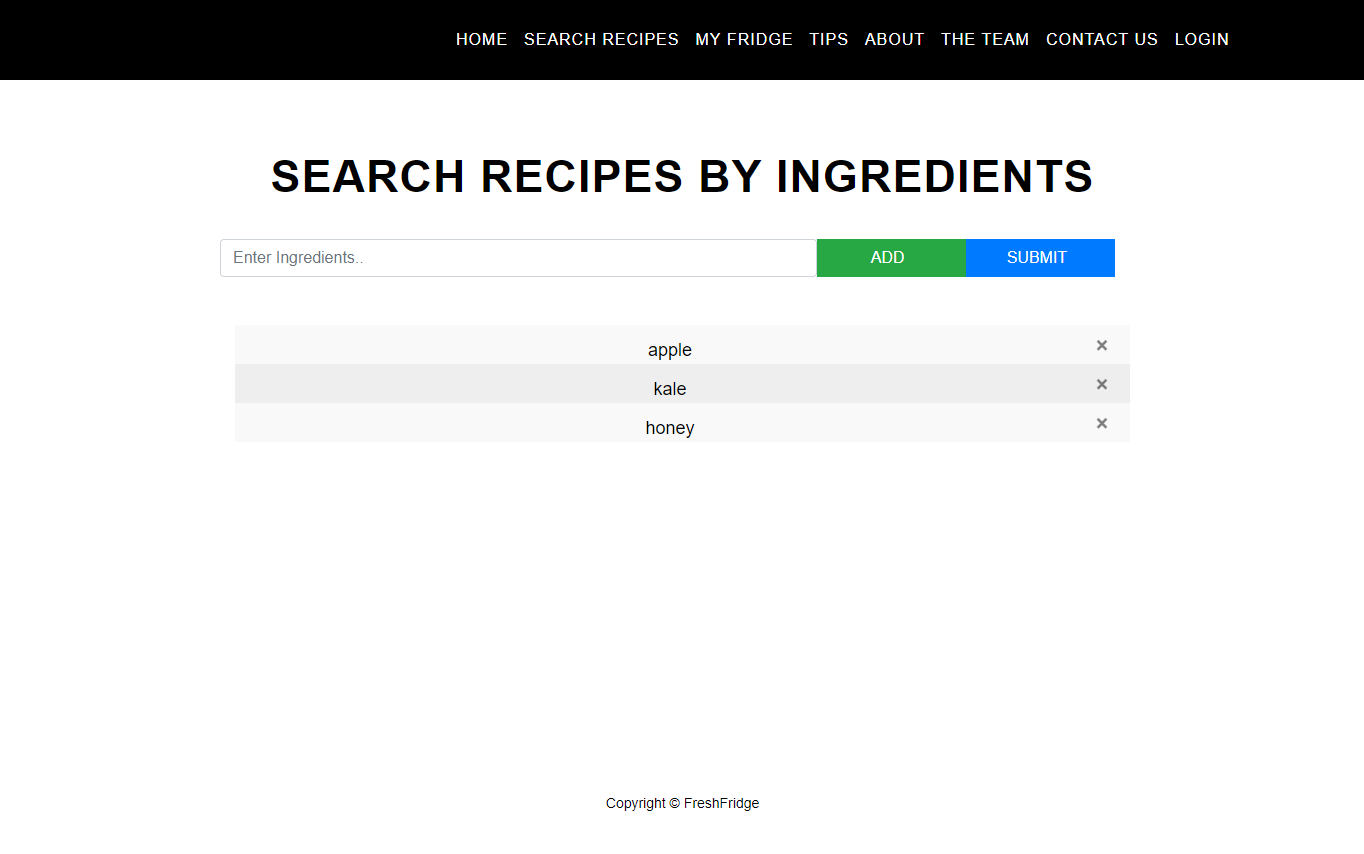 HOME SEARCH RECIPES MY FRIDGE TIPS ABOUT THE TEAM CONTACT US LOGIN
SEARCH RECIPES BY INGREDIENTS
Enter Ingredients.. ADD SUBMIT
apple ×
kale ×
honey ×
Copyright © FreshFridge